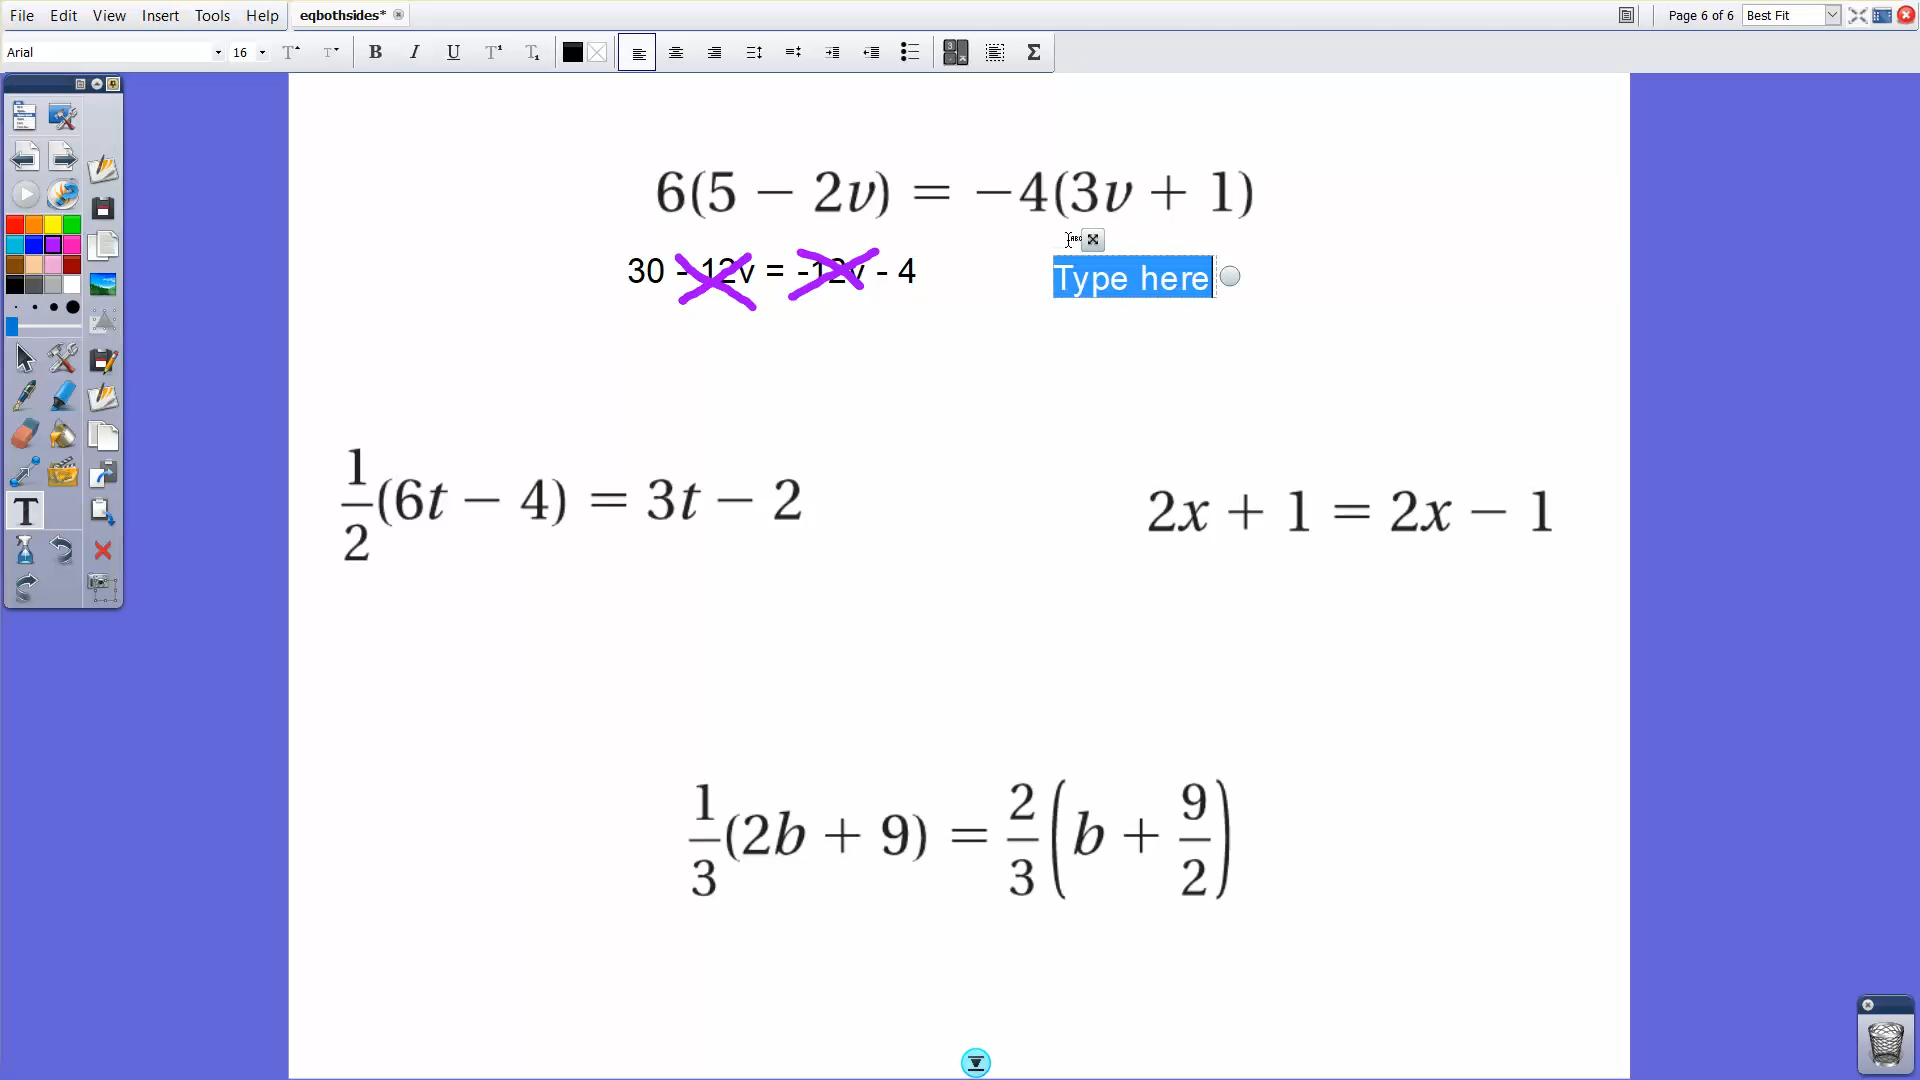 File Edit View Insert Tools Help eqbothsides* Page 6 of 6 Best Fit
Arial 16 B I U T T Σ
6(5 − 2v) = −4(3v + 1)
30 - 12v = -12v - 4
Type here
T
1/2(6t − 4) = 3t − 2
2x + 1 = 2x − 1
1/3(2b + 9) = 2/3(b + 9/2)